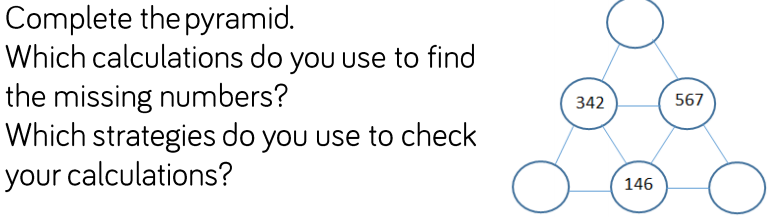 Complete the pyramid.
Which calculations do you use to find
the missing numbers?
Which strategies do you use to check
your calculations?
342
567
146